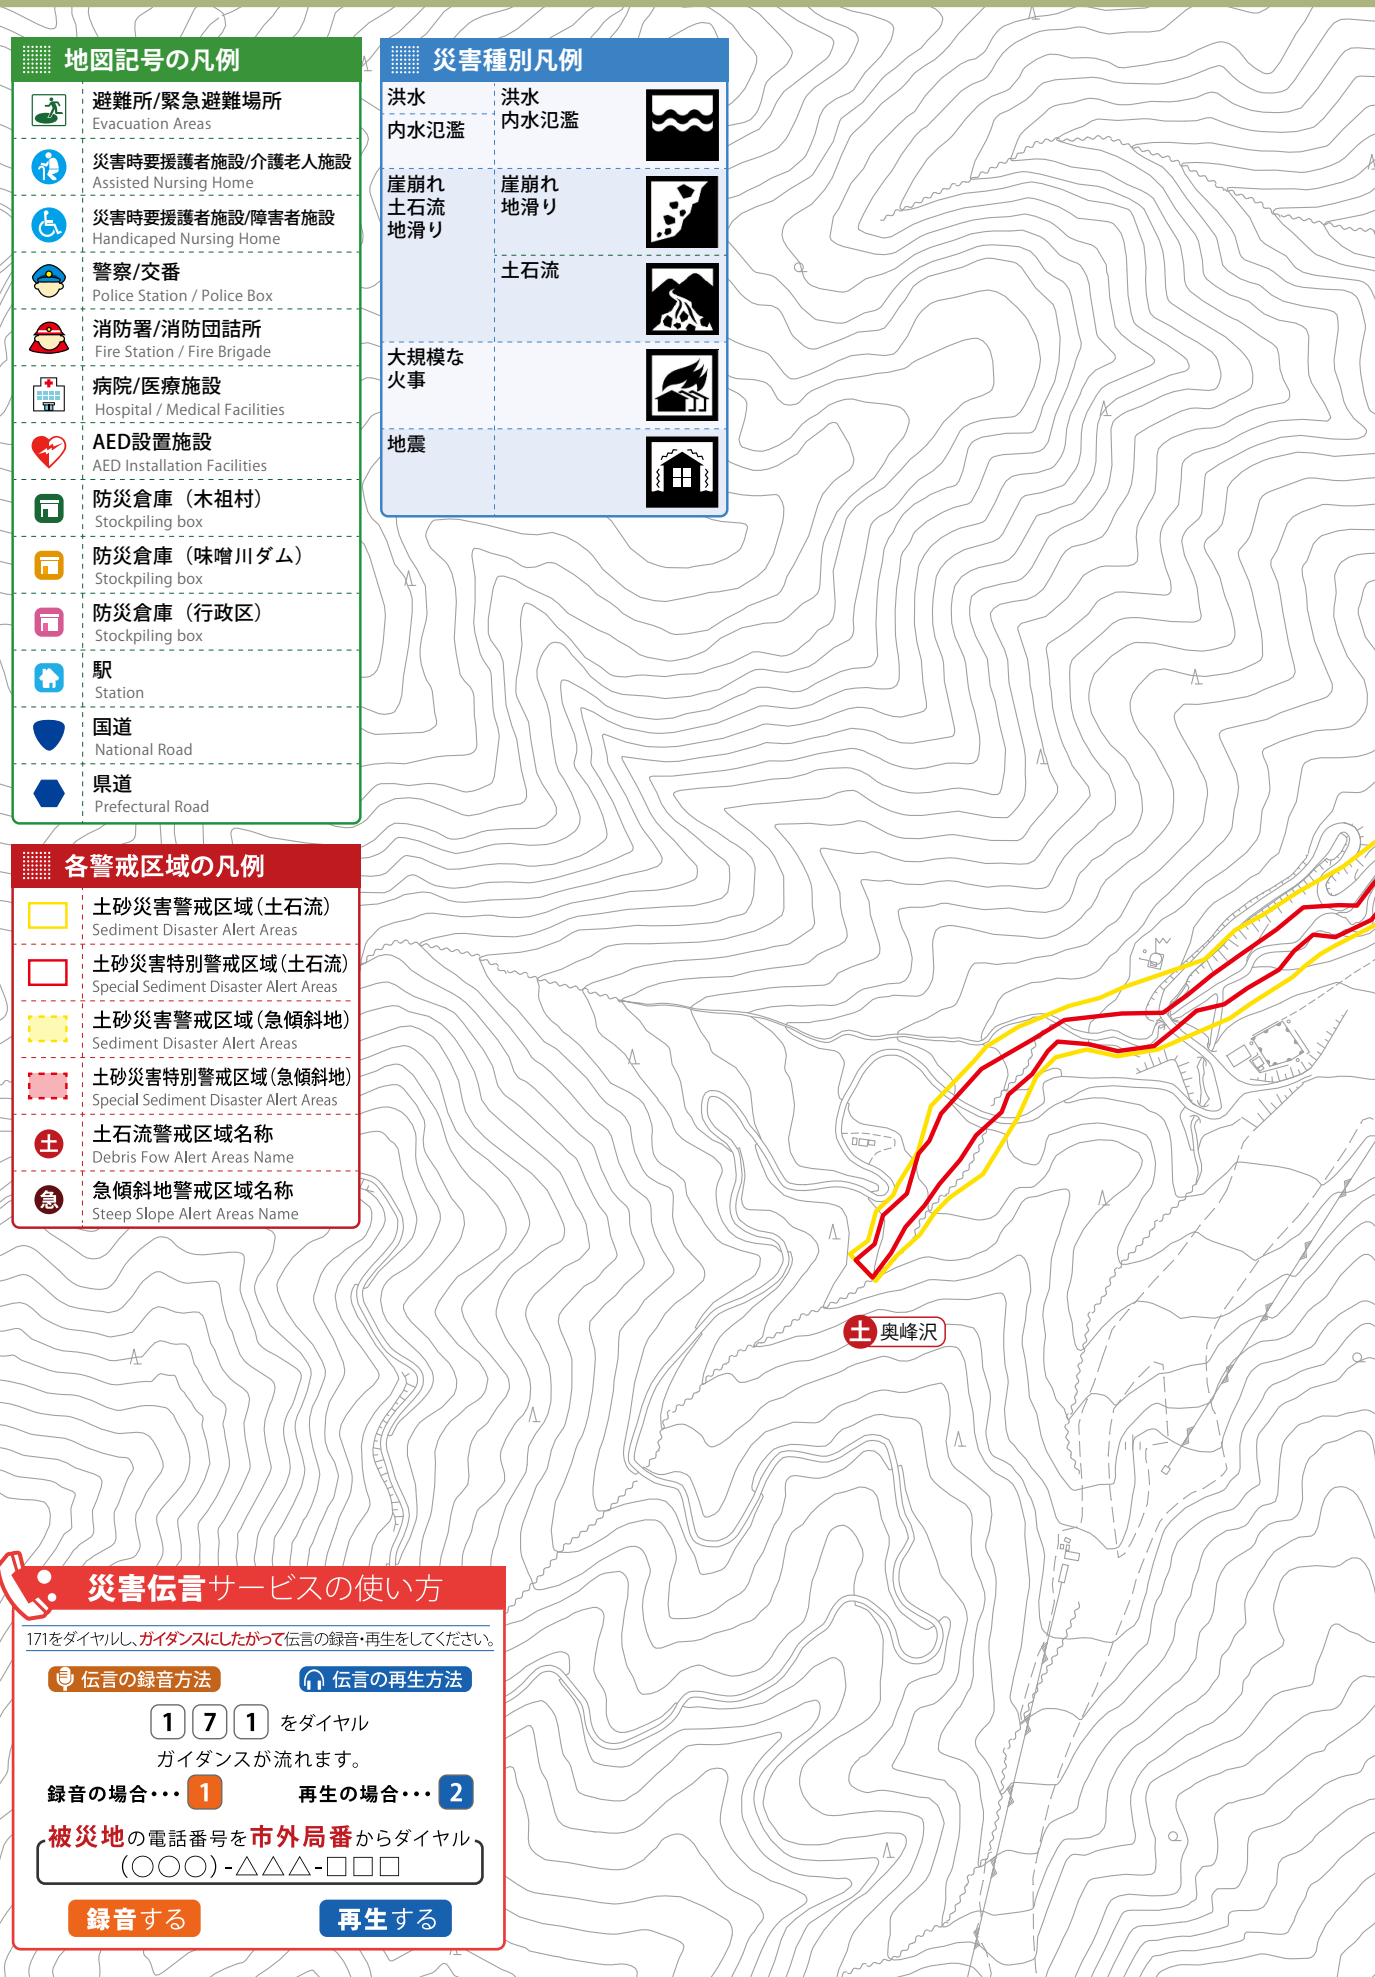 地図記号の凡例
避難所/緊急避難場所
Evacuation Areas
災害時要援護者施設/介護老人施設
Assisted Nursing Home
災害時要援護者施設/障害者施設
Handicaped Nursing Home
警察/交番
Police Station / Police Box
消防署/消防団詰所
Fire Station / Fire Brigade
病院/医療施設
Hospital / Medical Facilities
AED設置施設
AED Installation Facilities
防災倉庫（木祖村）
Stockpiling box
防災倉庫（味噌川ダム）
Stockpiling box
防災倉庫（行政区）
Stockpiling box
駅
Station
国道
National Road
県道
Prefectural Road
災害種別凡例
洪水
内水氾濫
洪水
内水氾濫
崖崩れ
土石流
地滑り
崖崩れ
地滑り
土石流
大規模な
火事
地震
各警戒区域の凡例
土砂災害警戒区域(土石流)
Sediment Disaster Alert Areas
土砂災害特別警戒区域(土石流)
Special Sediment Disaster Alert Areas
土砂災害警戒区域(急傾斜地)
Sediment Disaster Alert Areas
土砂災害特別警戒区域(急傾斜地)
Special Sediment Disaster Alert Areas
土 土石流警戒区域名称
Debris Fow Alert Areas Name
急 急傾斜地警戒区域名称
Steep Slope Alert Areas Name
土 奥峰沢
災害伝言サービスの使い方
171をダイヤルし、ガイダンスにしたがって伝言の録音・再生をしてください。
伝言の録音方法 伝言の再生方法
1 7 1 をダイヤル
ガイダンスが流れます。
録音の場合・・・ 1 再生の場合・・・ 2
被災地の電話番号を市外局番からダイヤル
(○○○)-△△△-□□□
録音する 再生する